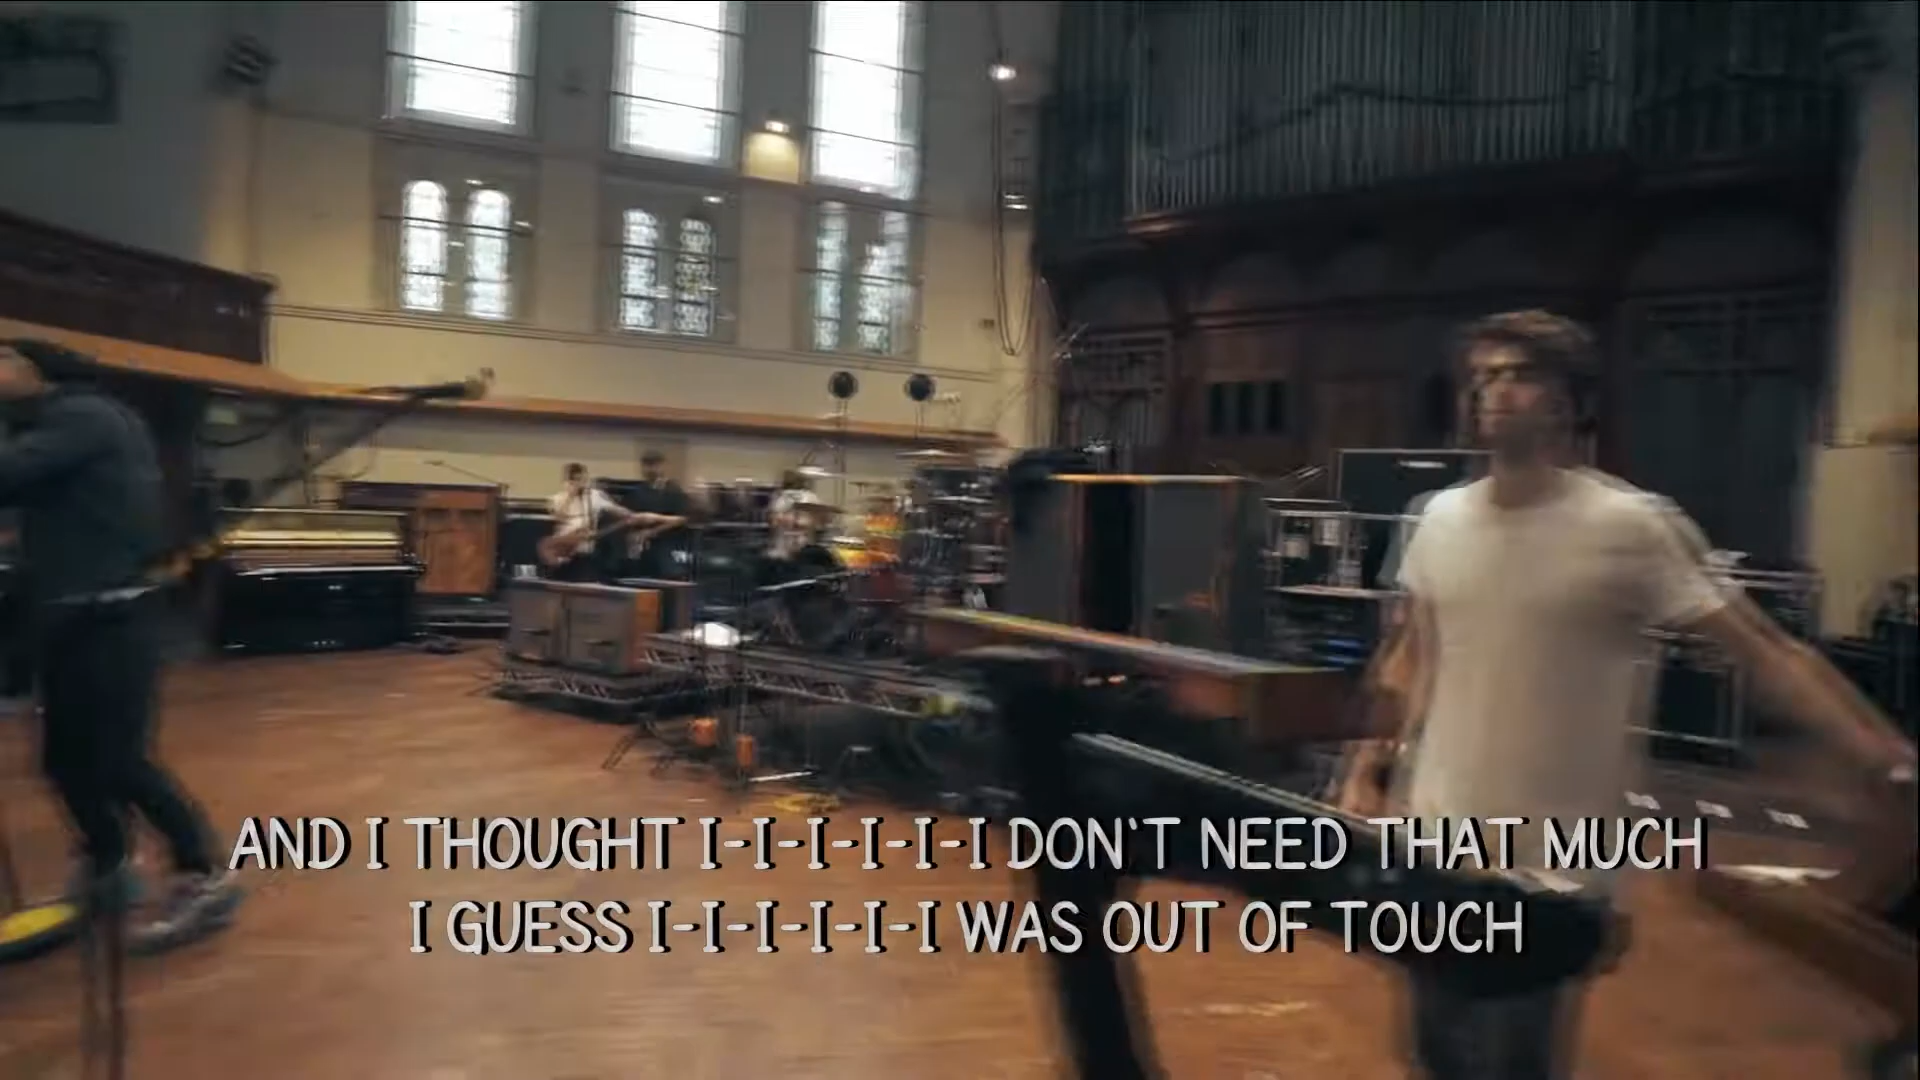 AND I THOUGHT I-I-I-I-I-I DON'T NEED THAT MUCH
I GUESS I-I-I-I-I-I WAS OUT OF TOUCH